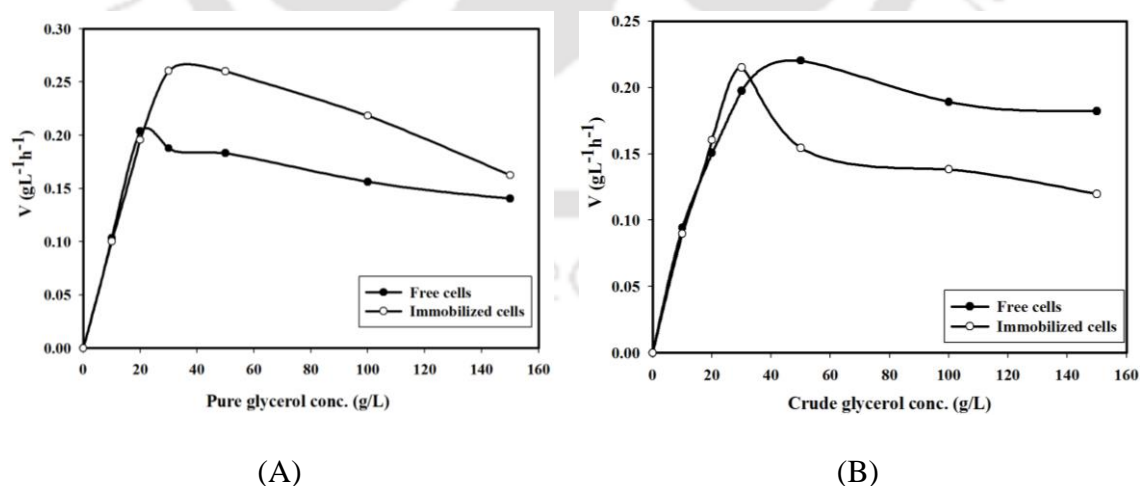 0.30
0.25
0.20
0.15
0.10
0.05
0.00
V (gL⁻¹h⁻¹)
0 20 40 60 80 100 120 140 160
Pure glycerol conc. (g/L)
Free cells
Immobilized cells
(A)
0.25
0.20
0.15
0.10
0.05
0.00
V (gL⁻¹h⁻¹)
0 20 40 60 80 100 120 140 160
Crude glycerol conc. (g/L)
Free cells
Immobilized cells
(B)